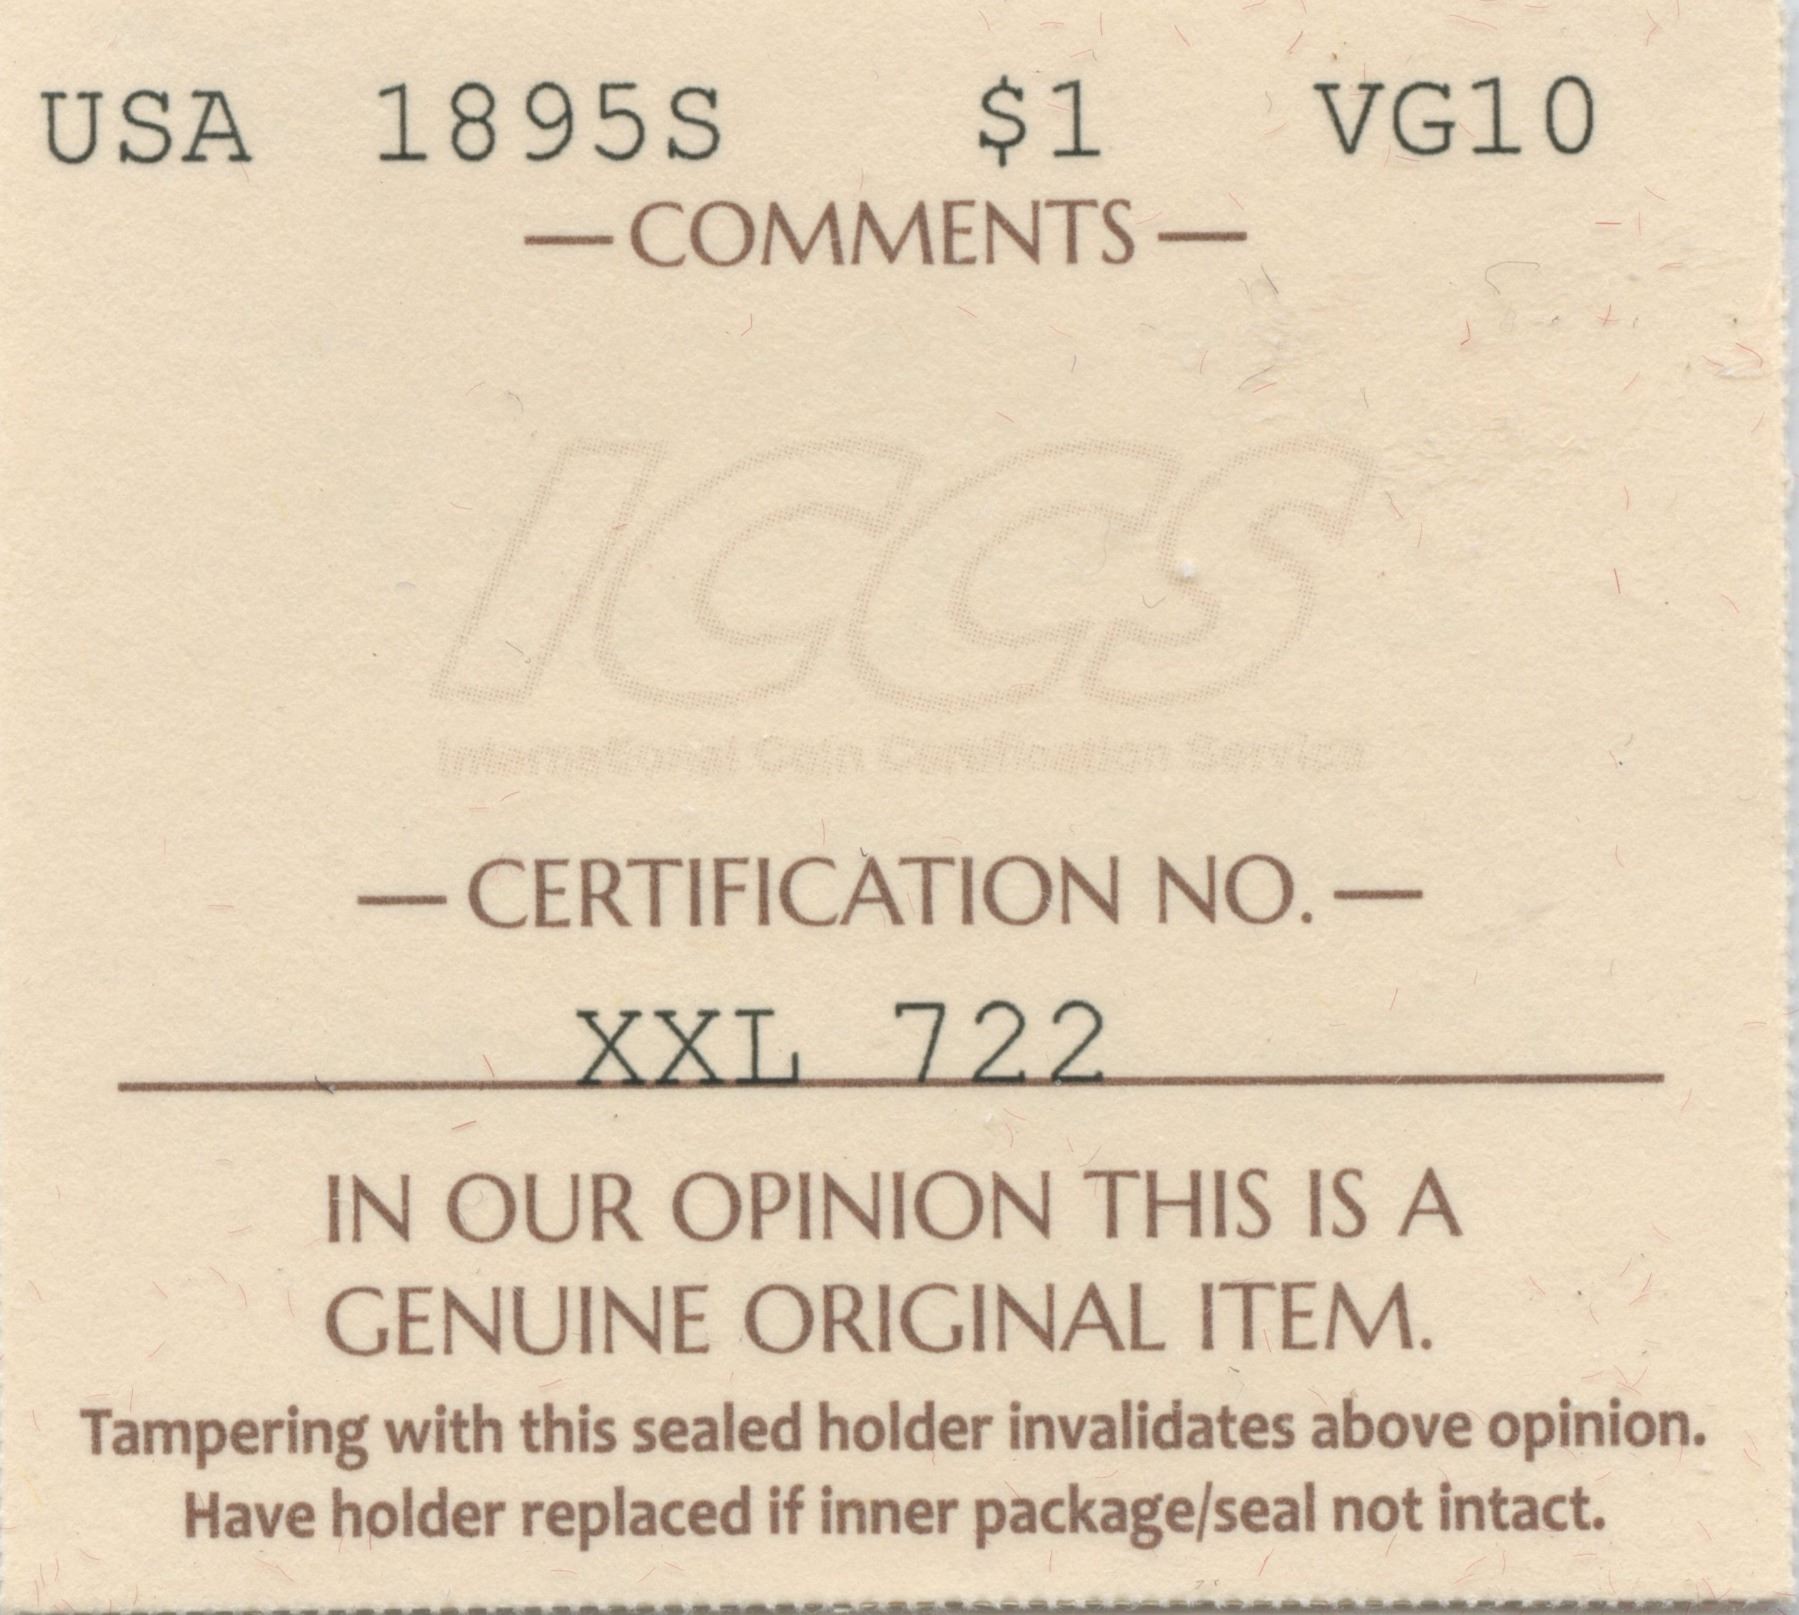 USA 1895S $1 VG10
—COMMENTS—
ICCS
International Coin Certification Service
—CERTIFICATION NO.—
XXL 722
IN OUR OPINION THIS IS A
GENUINE ORIGINAL ITEM.
Tampering with this sealed holder invalidates above opinion.
Have holder replaced if inner package/seal not intact.